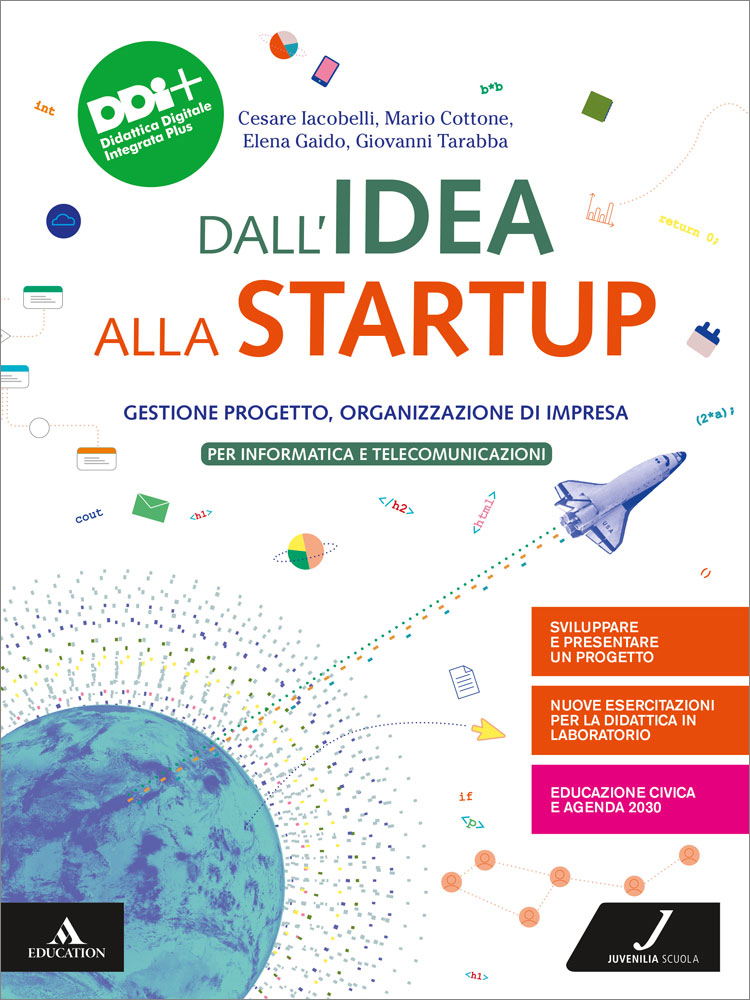 DDi+
Didattica Digitale
Integrata Plus
int
b*b
Cesare Iacobelli, Mario Cottone,
Elena Gaido, Giovanni Tarabba
DALL'IDEA
return 0;
ALLA STARTUP
GESTIONE PROGETTO, ORGANIZZAZIONE DI IMPRESA
(2*a);
PER INFORMATICA E TELECOMUNICAZIONI
cout
<h1>
</h2>
<html>
USA
()
SVILUPPARE
E PRESENTARE
UN PROGETTO
NUOVE ESERCITAZIONI
PER LA DIDATTICA IN
LABORATORIO
EDUCAZIONE CIVICA
E AGENDA 2030
if
<p>
A
EDUCATION
J
JUVENILIA SCUOLA
<h1>